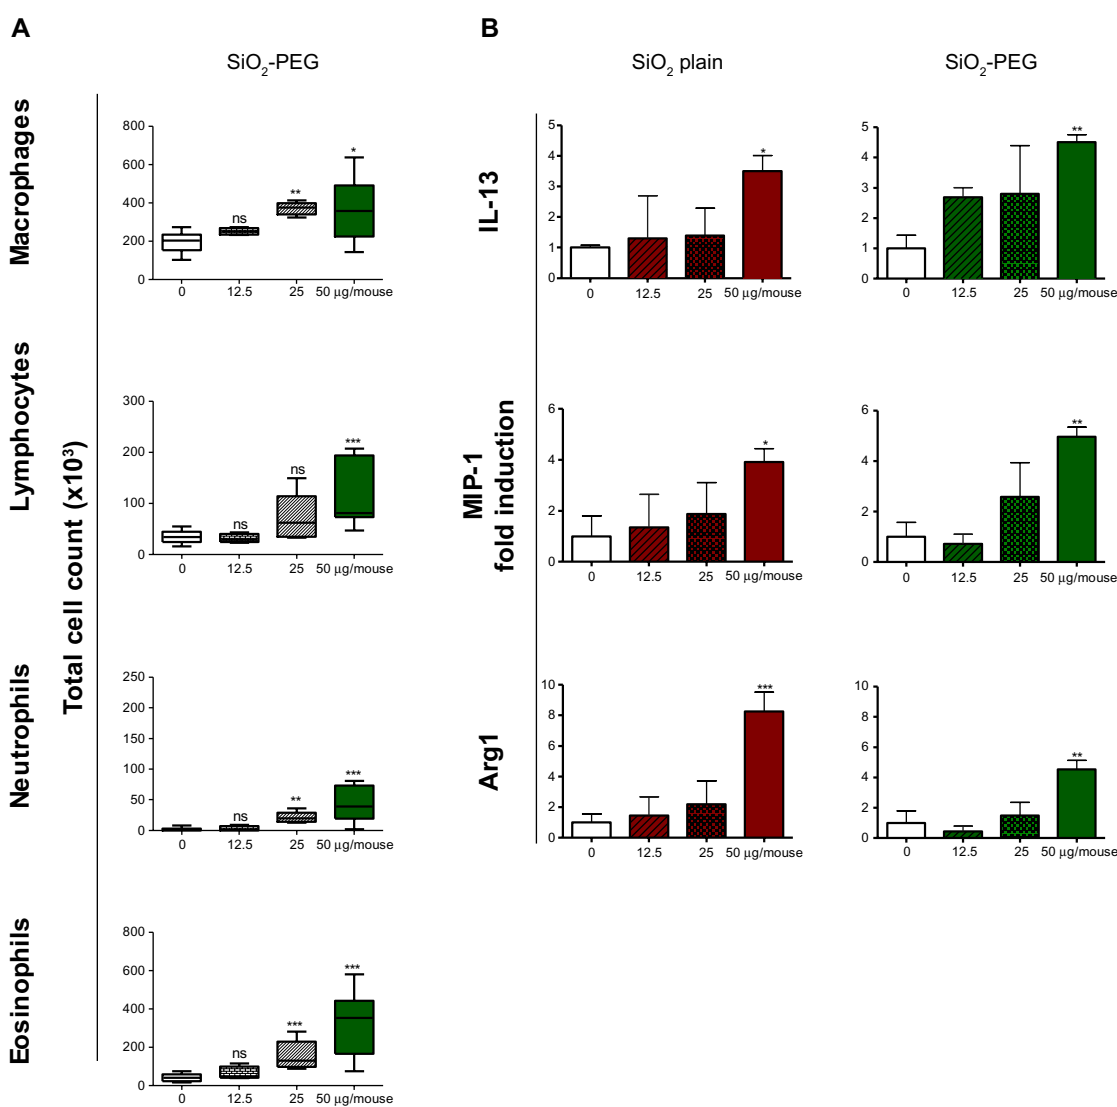 A
SiO2-PEG
Total cell count (x10³)
Macrophages
800
600
400
200
0
ns
**
*
0 12.5 25 50 µg/mouse
Lymphocytes
300
200
100
0
ns
ns
***
0 12.5 25 50 µg/mouse
Neutrophils
250
200
150
100
50
0
ns
**
***
0 12.5 25 50 µg/mouse
Eosinophils
800
600
400
200
0
ns
***
***
0 12.5 25 50 µg/mouse
B
SiO2 plain
SiO2-PEG
IL-13
5
4
3
2
1
0
*
0 12.5 25 50 µg/mouse
5
4
3
2
1
0
**
0 12.5 25 50 µg/mouse
MIP-1
fold induction
6
4
2
0
*
0 12.5 25 50 µg/mouse
6
4
2
0
**
0 12.5 25 50 µg/mouse
Arg1
10
8
6
4
2
0
***
0 12.5 25 50 µg/mouse
10
8
6
4
2
0
**
0 12.5 25 50 µg/mouse